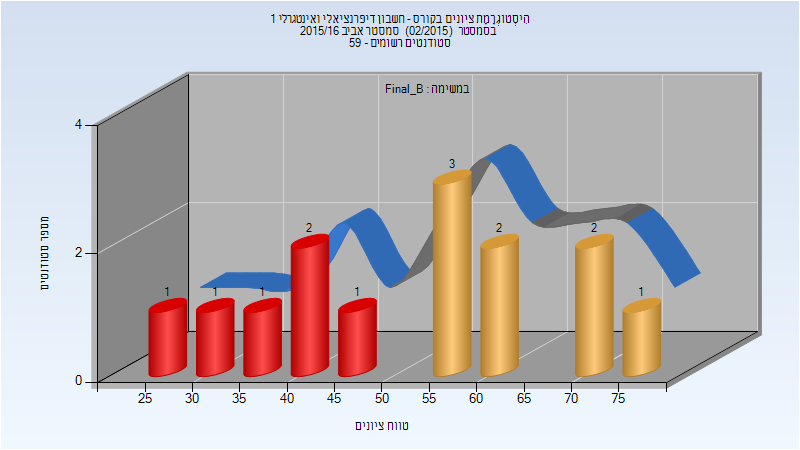 הִיסטוֹגְרַמַת ציונים בקורס - חשבון דיפרנציאלי ואינטגרלי 1
בסמסטר (02/2015) סמסטר אביב 2015/16
סטודנטים רשומים - 59
במשימה : Final_B
מספר סטודנטים
4
2
0
1
1
1
2
1
3
2
2
1
25 30 35 40 45 50 55 60 65 70 75
טווח ציונים